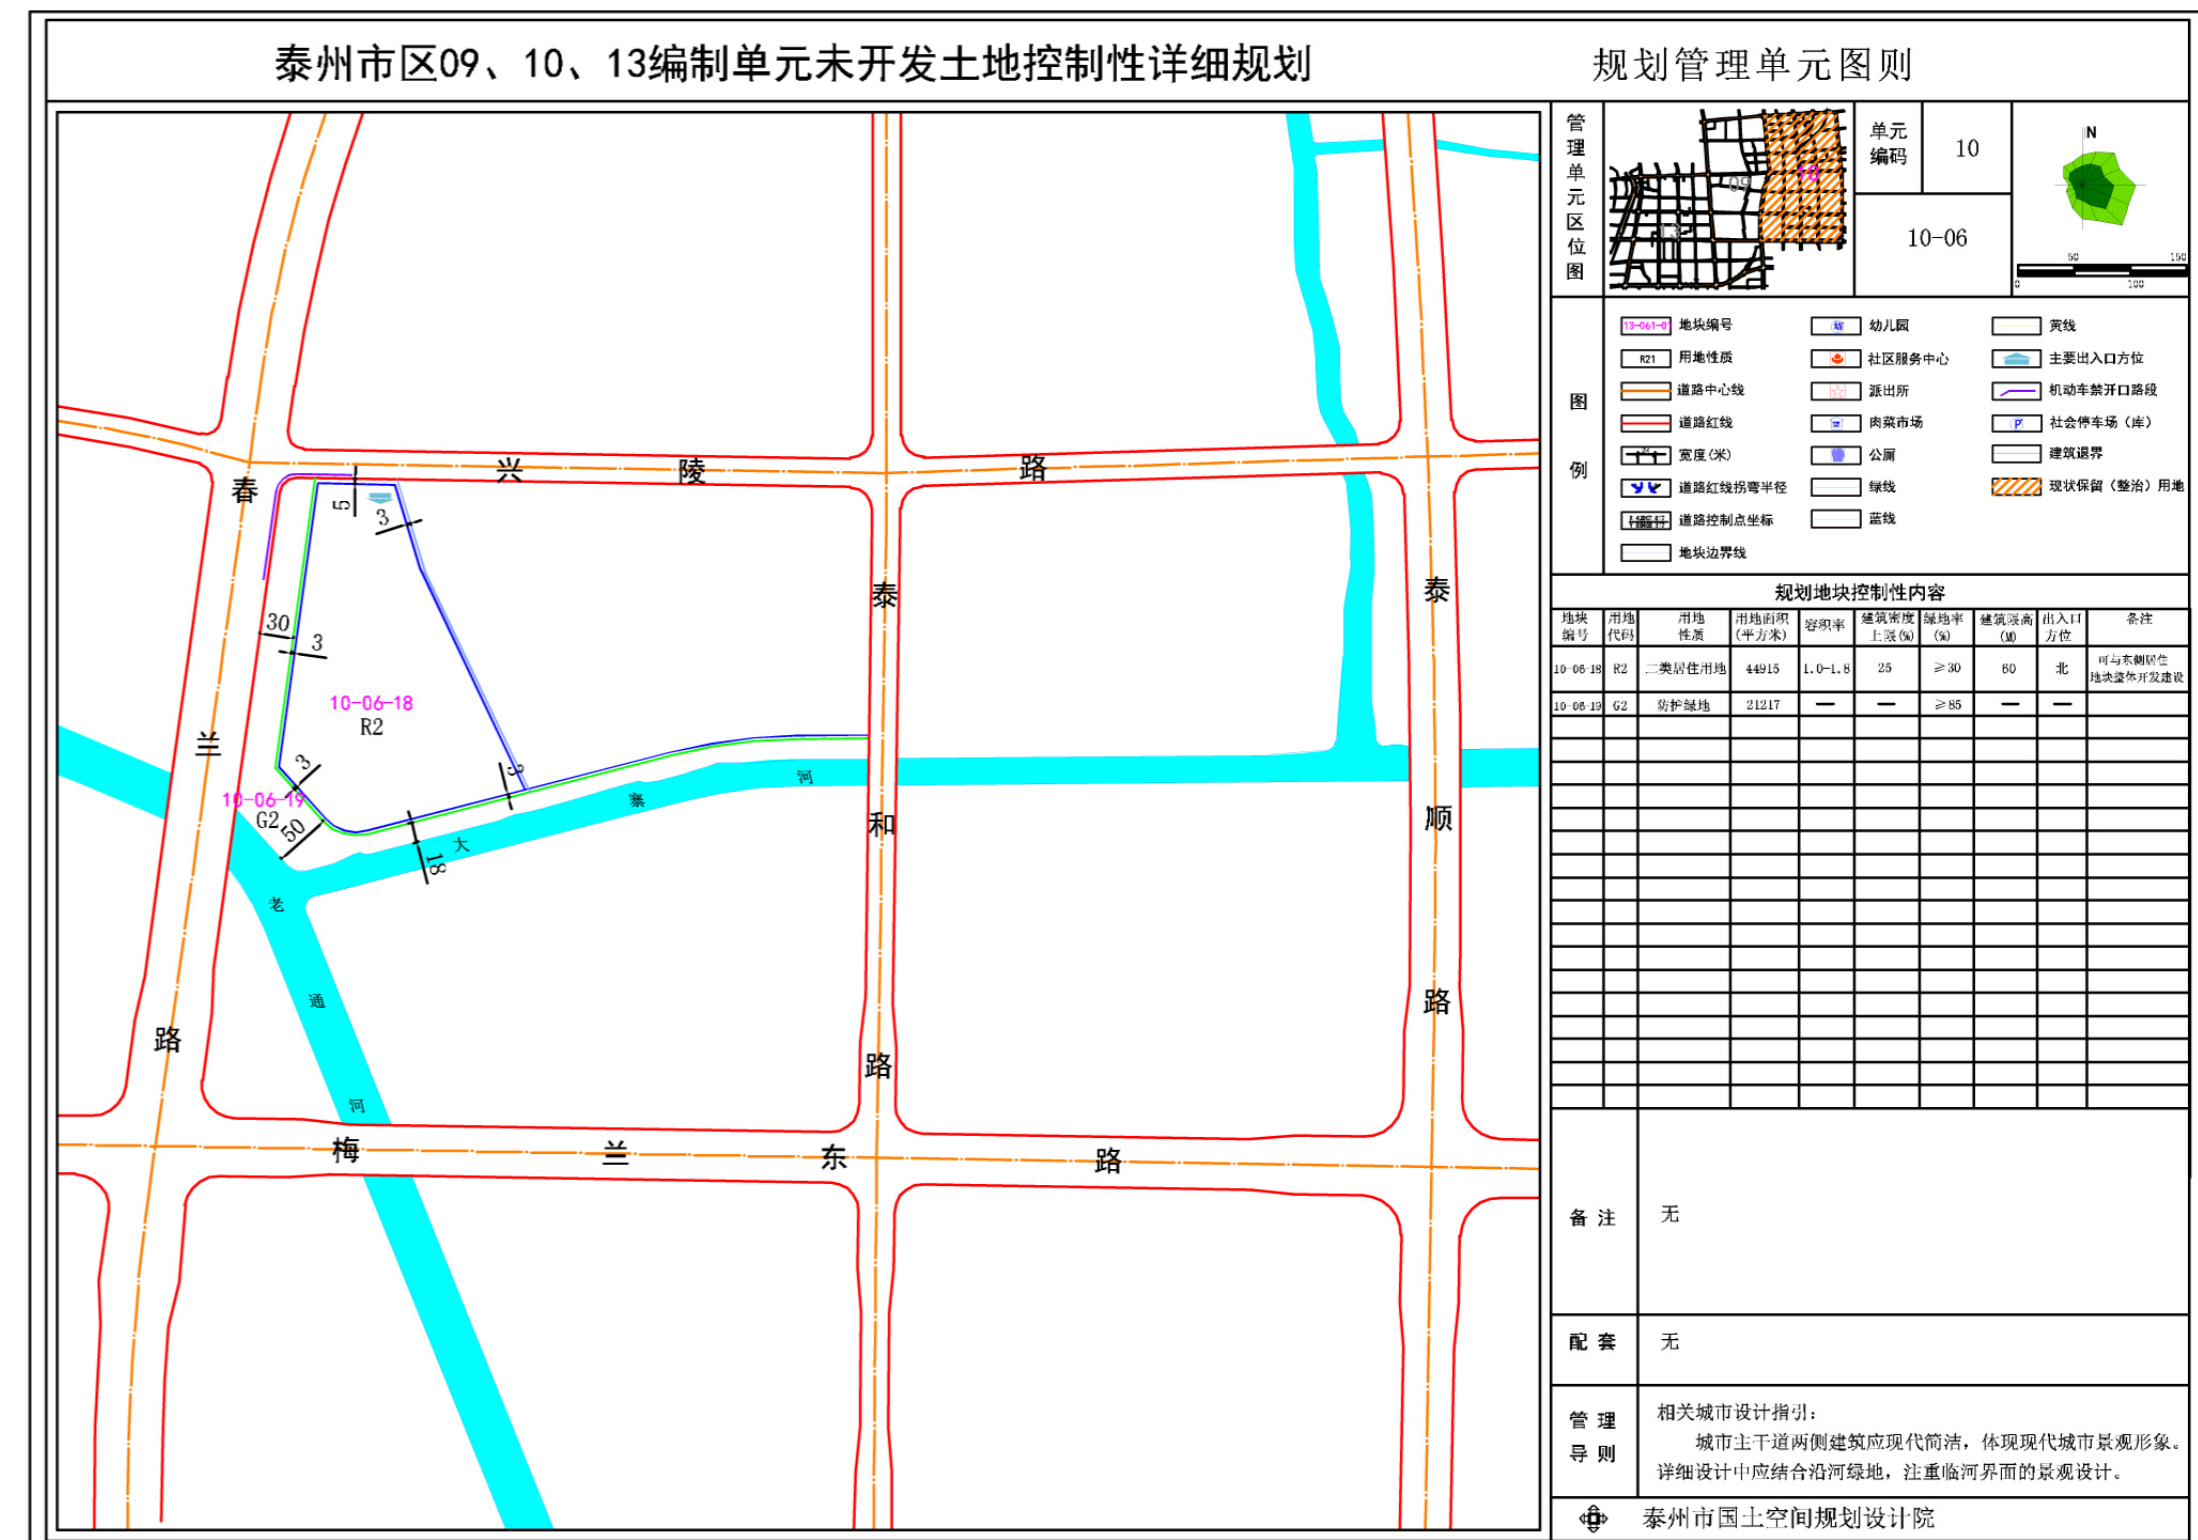 泰州市区09、10、13编制单元未开发土地控制性详细规划
规划管理单元图则
管理单元区位图
09
10
13
单元编码
10
10-06
N
50
150
0
100
图例
13-061-01 地块编号
R21 用地性质
道路中心线
道路红线
宽度(米)
道路红线拐弯半径
道路控制点坐标
地块边界线
幼儿园
社区服务中心
派出所
肉菜市场
公厕
绿线
蓝线
黄线
主要出入口方位
机动车禁开口路段
P 社会停车场（库）
建筑退界
现状保留（整治）用地
规划地块控制性内容
地块编号 用地代码 用地性质 用地面积(平方米) 容积率 建筑密度上限(%) 绿地率(%) 建筑限高(M) 出入口方位 备注
10-06-18 R2 二类居住用地 44915 1.0-1.8 25 ≥30 60 北 可与东侧居住地块整体开发建设
10-06-19 G2 防护绿地 21217 — — ≥85 — —
备注
无
配套
无
管理导则
相关城市设计指引：
城市主干道两侧建筑应现代简洁，体现现代城市景观形象。
详细设计中应结合沿河绿地，注重临河界面的景观设计。
泰州市国土空间规划设计院
兴陵路
春兰路
泰和路
泰顺路
梅兰东路
大寨河
老通河
5
3
30
3
10-06-18
R2
3
3
10-06-19
G2
50
18